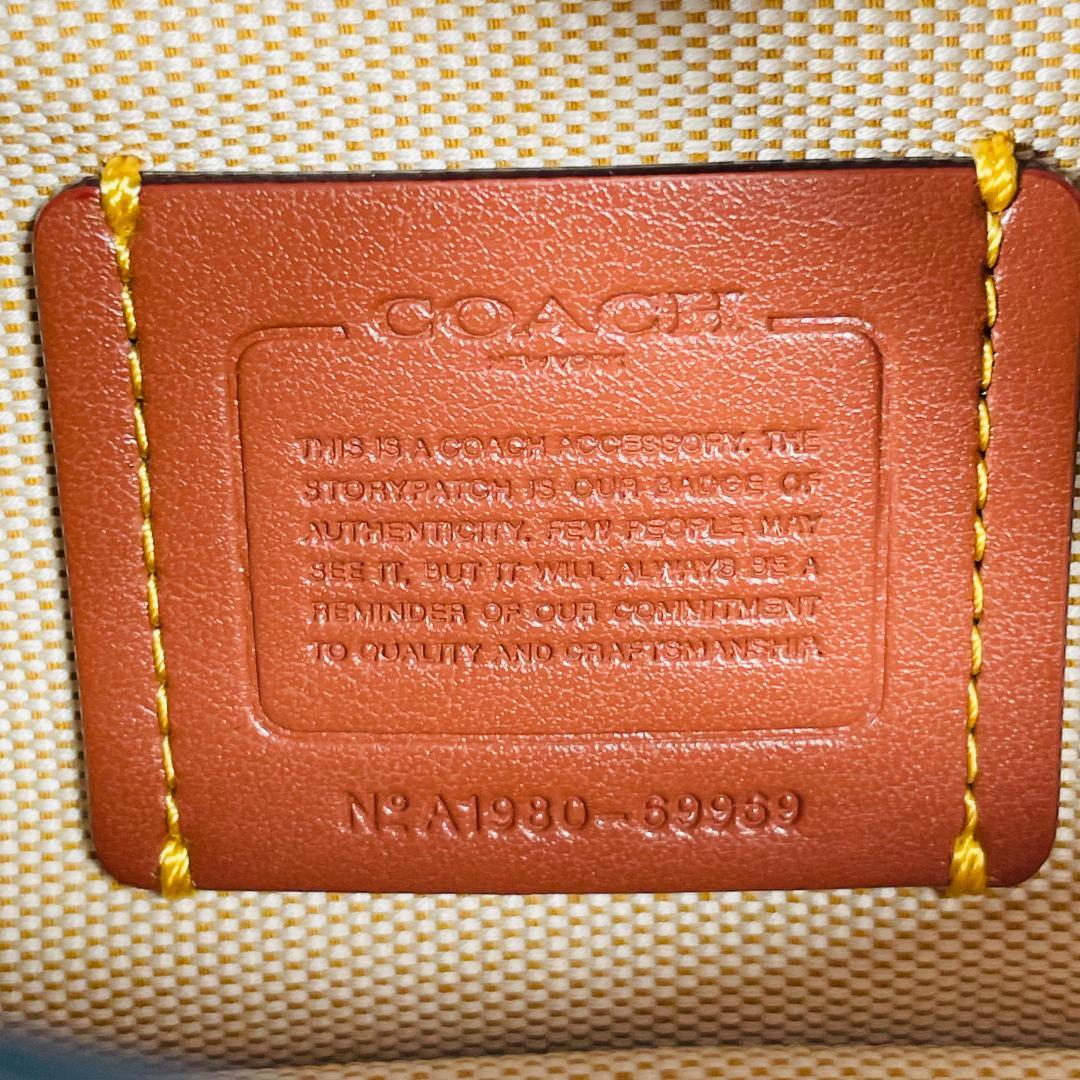 COACH
NEW YORK
THIS IS A COACH ACCESSORY. THE
STORYPATCH IS OUR BADGE OF
AUTHENTICITY. FEW PEOPLE MAY
SEE IT, BUT IT WILL ALWAYS BE A
REMINDER OF OUR COMMITMENT
TO QUALITY AND CRAFTSMANSHIP.
Nº A1980-69969